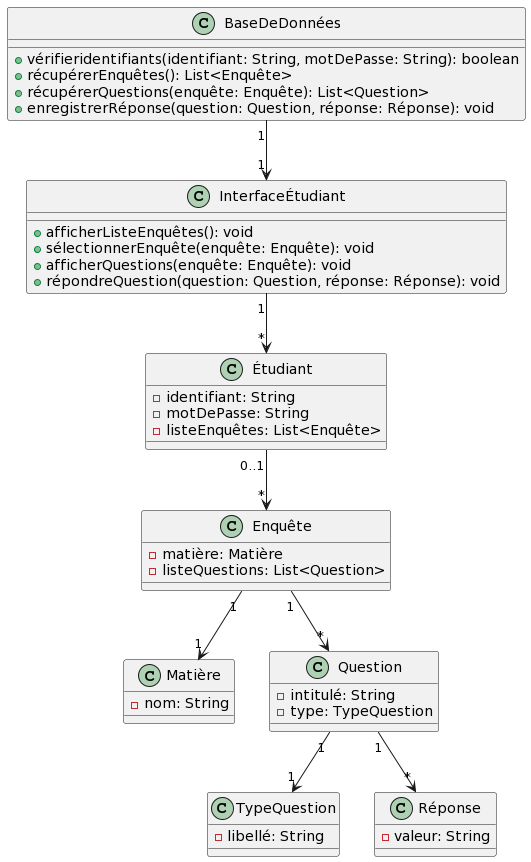 C BaseDeDonnées
vérifieridentifiants(identifiant: String, motDePasse: String): boolean
récupérerEnquêtes(): List<Enquête>
récupérerQuestions(enquête: Enquête): List<Question>
enregistrerRéponse(question: Question, réponse: Réponse): void
1
1
C InterfaceÉtudiant
afficherListeEnquêtes(): void
sélectionnerEnquête(enquête: Enquête): void
afficherQuestions(enquête: Enquête): void
répondreQuestion(question: Question, réponse: Réponse): void
1
*
C Étudiant
identifiant: String
motDePasse: String
listeEnquêtes: List<Enquête>
0..1
*
C Enquête
matière: Matière
listeQuestions: List<Question>
1 1
1 *
C Matière
nom: String
C Question
intitulé: String
type: TypeQuestion
1 1
1 *
C TypeQuestion
libellé: String
C Réponse
valeur: String